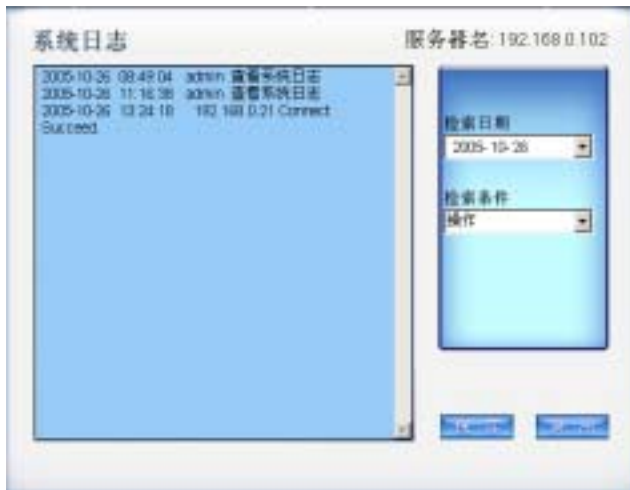 系统日志
服务器名 192.168.0.102
2005-10-26 08:49:04 admin 查看系统日志
2005-10-26 11:16:38 admin 查看系统日志
2005-10-26 13:24:18 192.168.0.21 Connect
Succeed
检索日期
2005-10-26
检索条件
操作